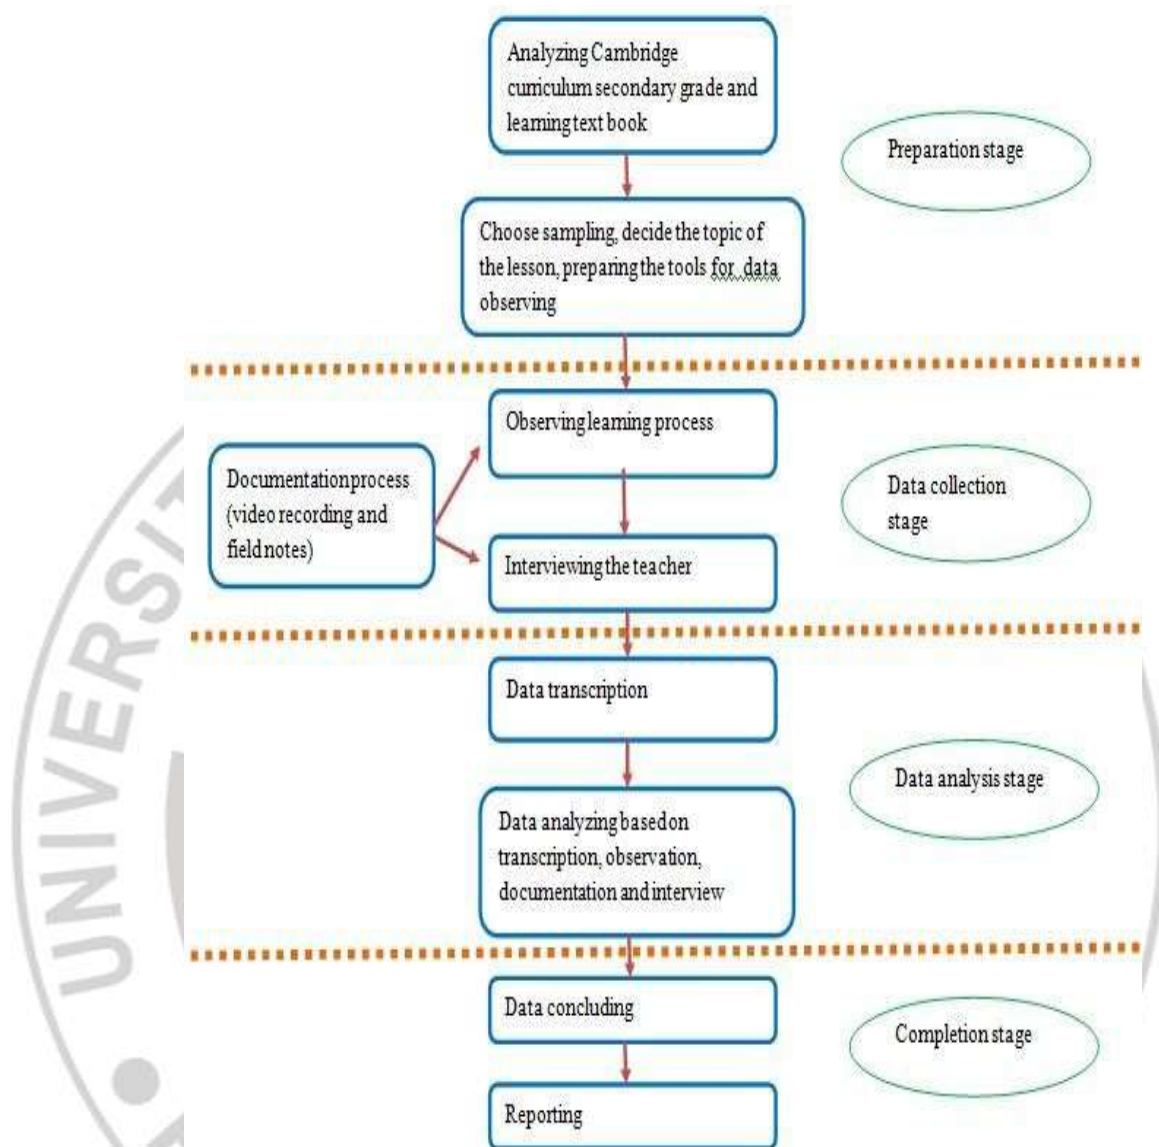 Analyzing Cambridge
curriculum secondary grade and
learning text book
Preparation stage
Choose sampling, decide the topic of
the lesson, preparing the tools for data
observing
Observing learning process
Documentation process
(video recording and
field notes)
Data collection
stage
Interviewing the teacher
Data transcription
Data analysis stage
Data analyzing based on
transcription, observation,
documentation and interview
Data concluding
Completion stage
Reporting
UNIVERSIT